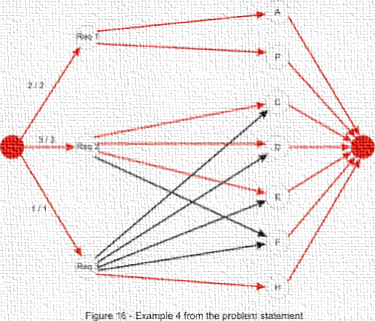 A
Req 1
2 / 2
C
3 / 3
Req 2
D
E
1 / 1
F
Req
H
Figure 16 - Example 4 from the problem statement